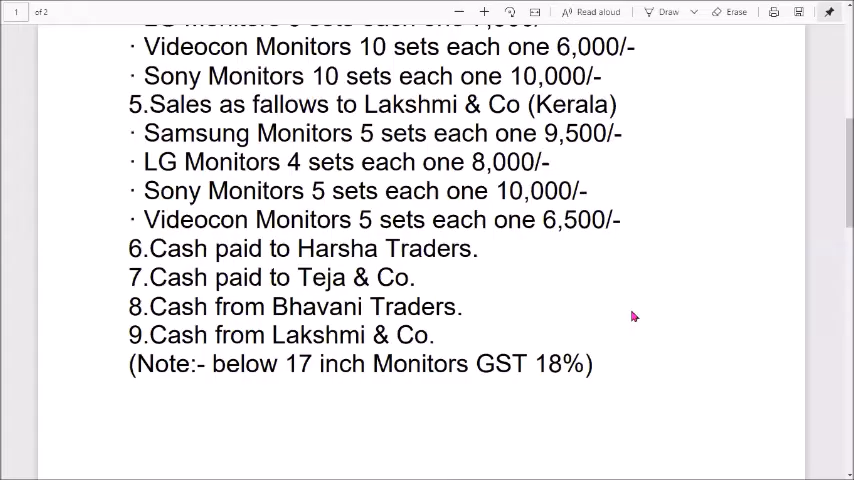 1 of 2 Read aloud Draw Erase
· Videocon Monitors 10 sets each one 6,000/-
· Sony Monitors 10 sets each one 10,000/-
5.Sales as fallows to Lakshmi & Co (Kerala)
· Samsung Monitors 5 sets each one 9,500/-
· LG Monitors 4 sets each one 8,000/-
· Sony Monitors 5 sets each one 10,000/-
· Videocon Monitors 5 sets each one 6,500/-
6.Cash paid to Harsha Traders.
7.Cash paid to Teja & Co.
8.Cash from Bhavani Traders.
9.Cash from Lakshmi & Co.
(Note:- below 17 inch Monitors GST 18%)